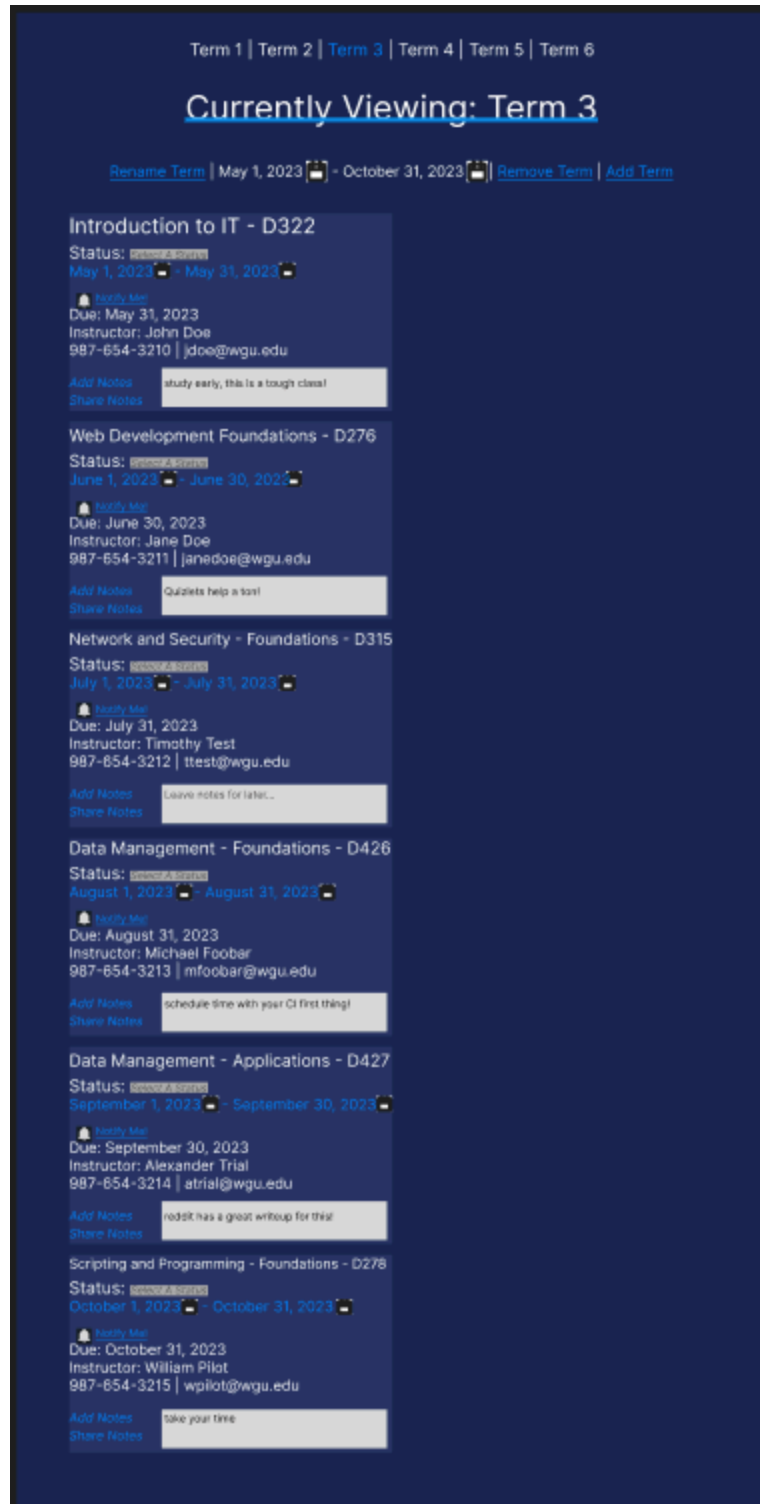 Term 1 | Term 2 | Term 3 | Term 4 | Term 5 | Term 6
Currently Viewing: Term 3
Rename Term | May 1, 2023 - October 31, 2023 | Remove Term | Add Term
Introduction to IT - D322
Status: Select A Status
May 1, 2023 - May 31, 2023
Notify Me!
Due: May 31, 2023
Instructor: John Doe
987-654-3210 | jdoe@wgu.edu
Add Notes
study early, this is a tough class!
Share Notes
Web Development Foundations - D276
Status: Select A Status
June 1, 2023 - June 30, 2023
Notify Me!
Due: June 30, 2023
Instructor: Jane Doe
987-654-3211 | janedoe@wgu.edu
Add Notes
Quizlets help a ton!
Share Notes
Network and Security - Foundations - D315
Status: Select A Status
July 1, 2023 - July 31, 2023
Notify Me!
Due: July 31, 2023
Instructor: Timothy Test
987-654-3212 | ttest@wgu.edu
Add Notes
Leave notes for later...
Share Notes
Data Management - Foundations - D426
Status: Select A Status
August 1, 2023 - August 31, 2023
Notify Me!
Due: August 31, 2023
Instructor: Michael Foobar
987-654-3213 | mfoobar@wgu.edu
Add Notes
schedule time with your CI first thing!
Share Notes
Data Management - Applications - D427
Status: Select A Status
September 1, 2023 - September 30, 2023
Notify Me!
Due: September 30, 2023
Instructor: Alexander Trial
987-654-3214 | atrial@wgu.edu
Add Notes
reddit has a great writeup for this!
Share Notes
Scripting and Programming - Foundations - D278
Status: Select A Status
October 1, 2023 - October 31, 2023
Notify Me!
Due: October 31, 2023
Instructor: William Pilot
987-654-3215 | wpilot@wgu.edu
Add Notes
take your time
Share Notes